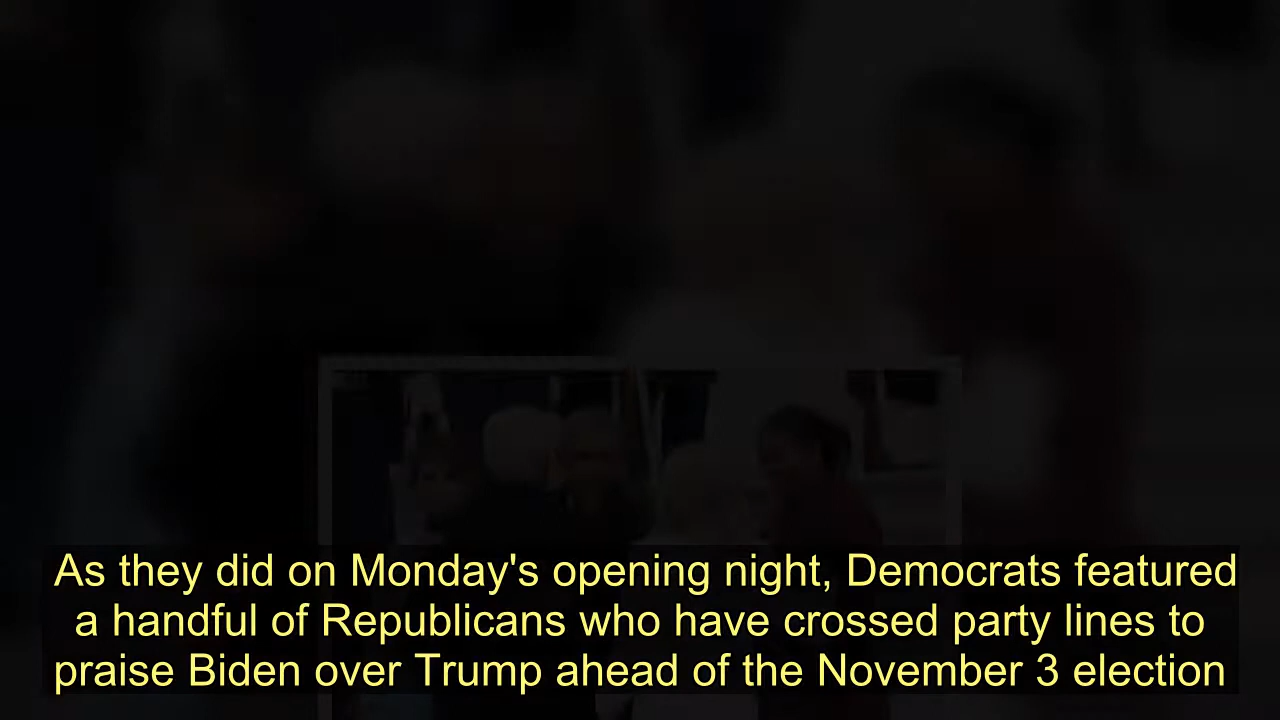 As they did on Monday's opening night, Democrats featured
a handful of Republicans who have crossed party lines to
praise Biden over Trump ahead of the November 3 election